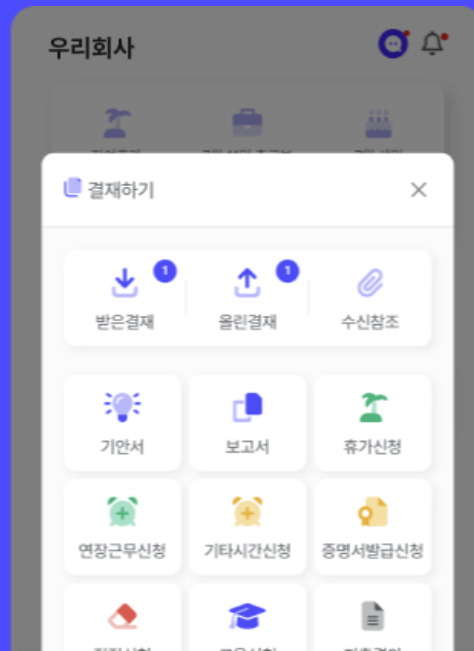 우리회사
결재하기
1
1
받은결재
올린결재
수신참조
기안서
보고서
휴가신청
연장근무신청
기타시간신청
증명서발급신청